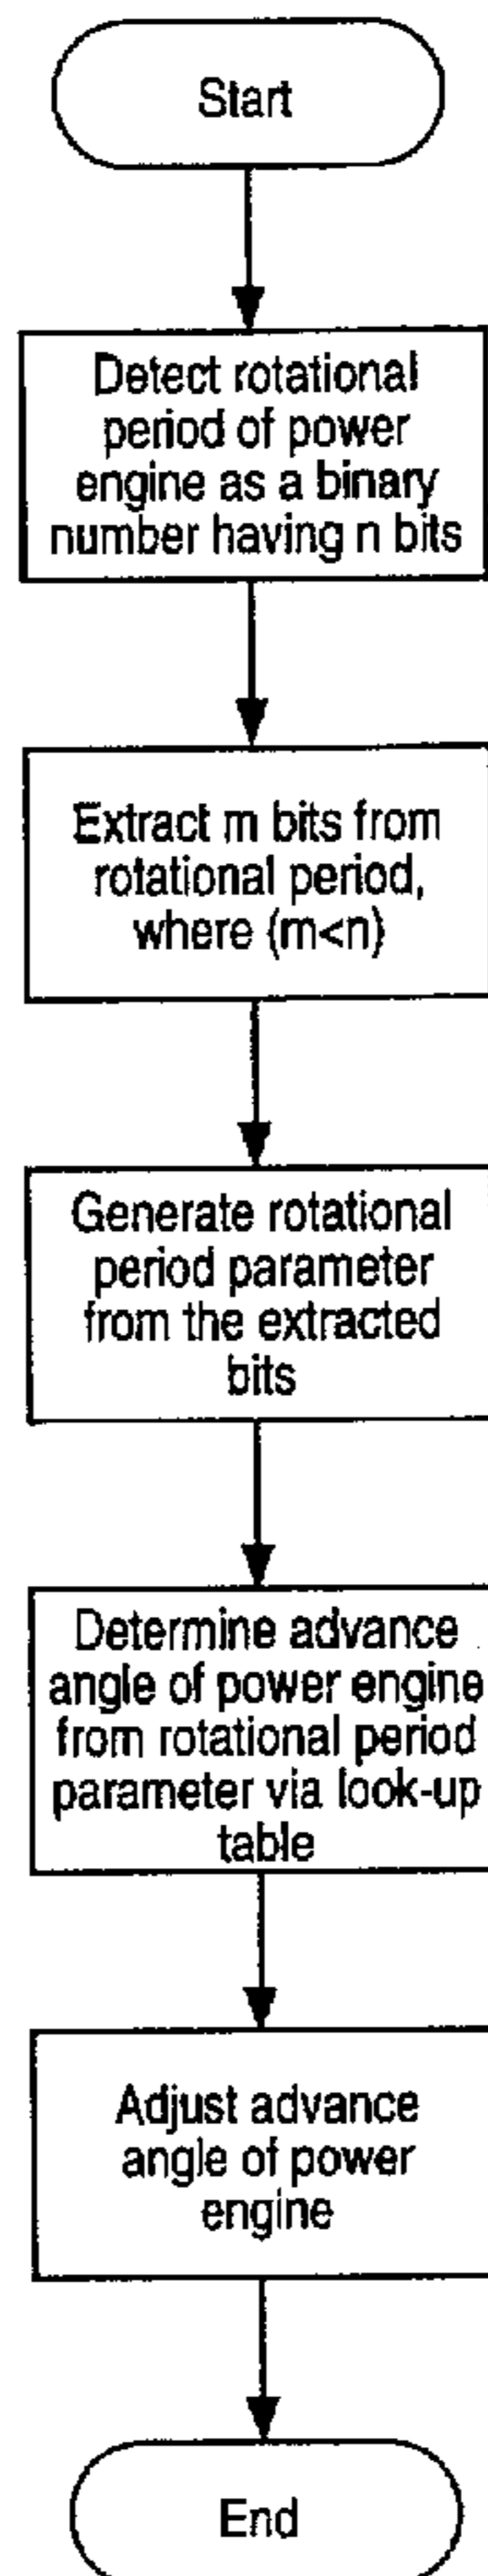 Start
Detect rotational
period of power
engine as a binary
number having n bits
Extract m bits from
rotational period,
where (m<n)
Generate rotational
period parameter
from the extracted
bits
Determine advance
angle of power engine
from rotational period
parameter via look-up
table
Adjust advance
angle of power
engine
End